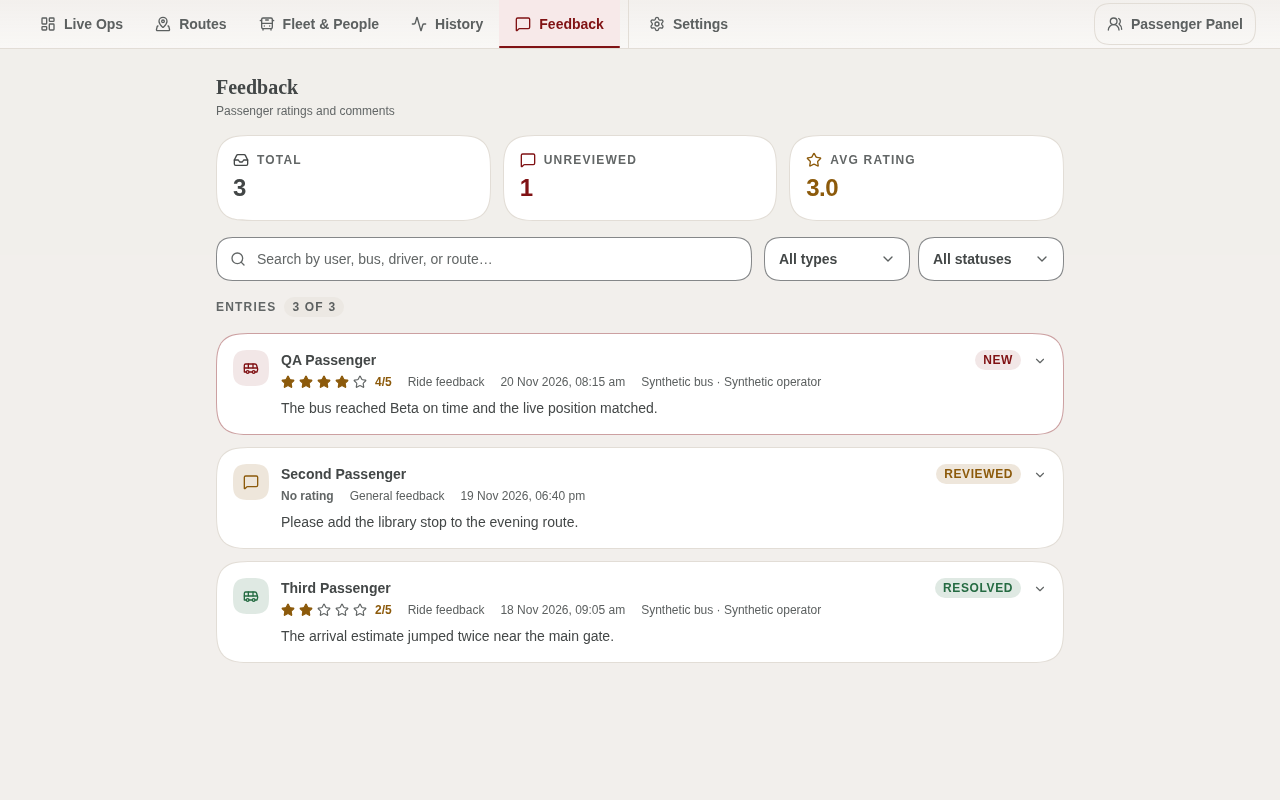 Live Ops Routes Fleet & People History Feedback Settings Passenger Panel
Feedback
Passenger ratings and comments
TOTAL
3
UNREVIEWED
1
AVG RATING
3.0
Search by user, bus, driver, or route…
All types
All statuses
ENTRIES 3 OF 3
QA Passenger NEW
4/5 Ride feedback 20 Nov 2026, 08:15 am Synthetic bus · Synthetic operator
The bus reached Beta on time and the live position matched.
Second Passenger REVIEWED
No rating General feedback 19 Nov 2026, 06:40 pm
Please add the library stop to the evening route.
Third Passenger RESOLVED
2/5 Ride feedback 18 Nov 2026, 09:05 am Synthetic bus · Synthetic operator
The arrival estimate jumped twice near the main gate.